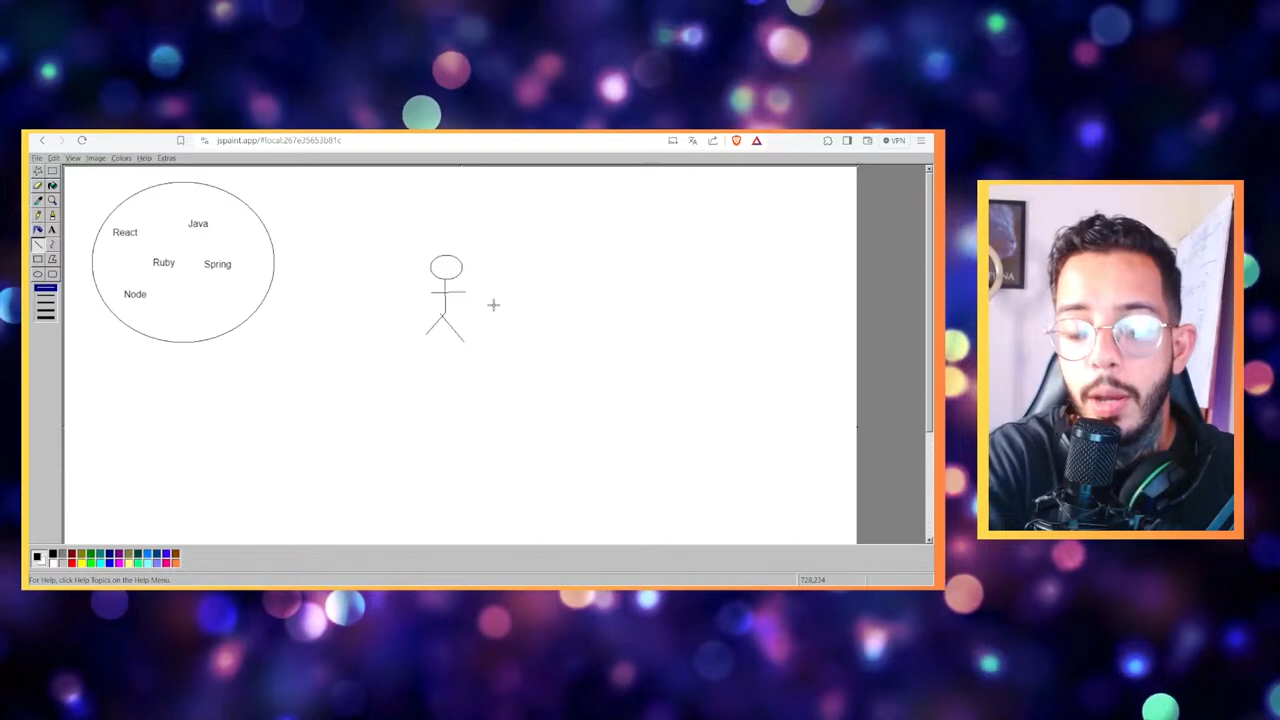 jspaint.app/#local:267e35653b81c
VPN
File Edit View Image Colors Help Extras
React
Java
Ruby
Spring
Node
For Help, click Help Topics on the Help Menu.
728,234